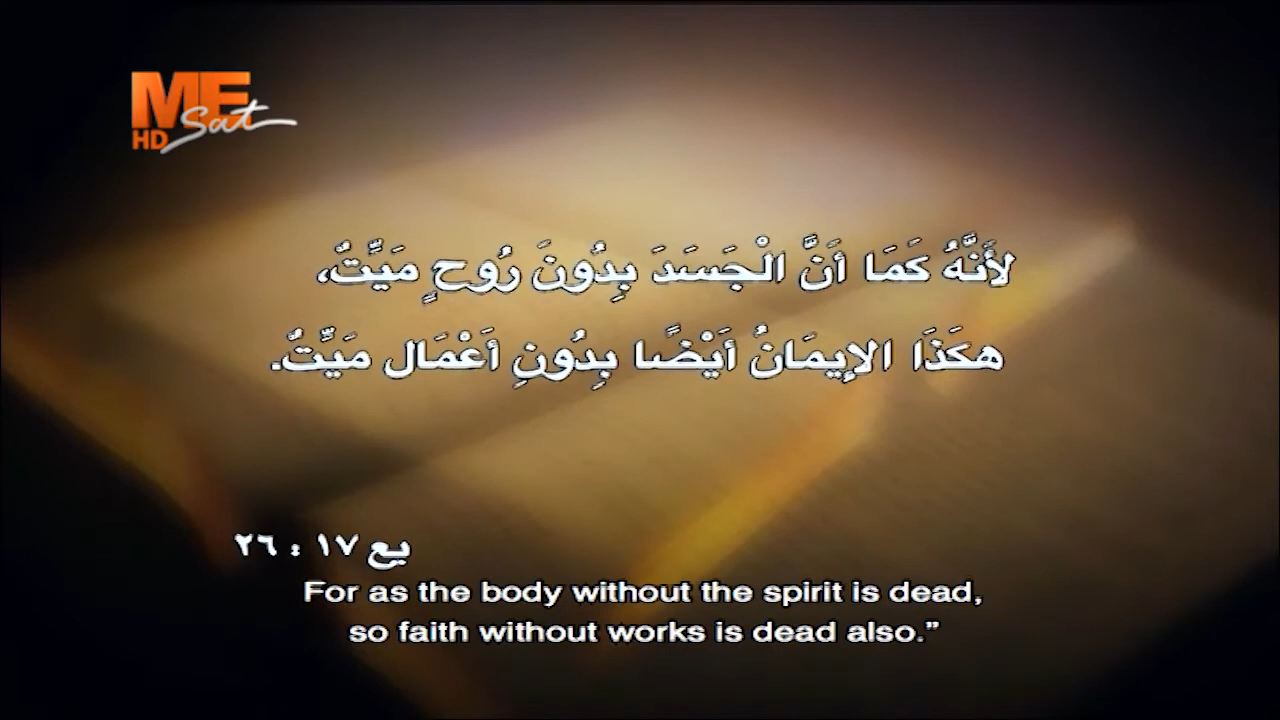 ME
HD Sat
لأَنَّهُ كَمَا أَنَّ الْجَسَدَ بِدُونَ رُوحٍ مَيِّتٌ،
هكَذَا الإِيمَانُ أَيْضًا بِدُونِ أَعْمَال مَيِّتٌ.
يع ١٧ : ٢٦
For as the body without the spirit is dead,
so faith without works is dead also.”